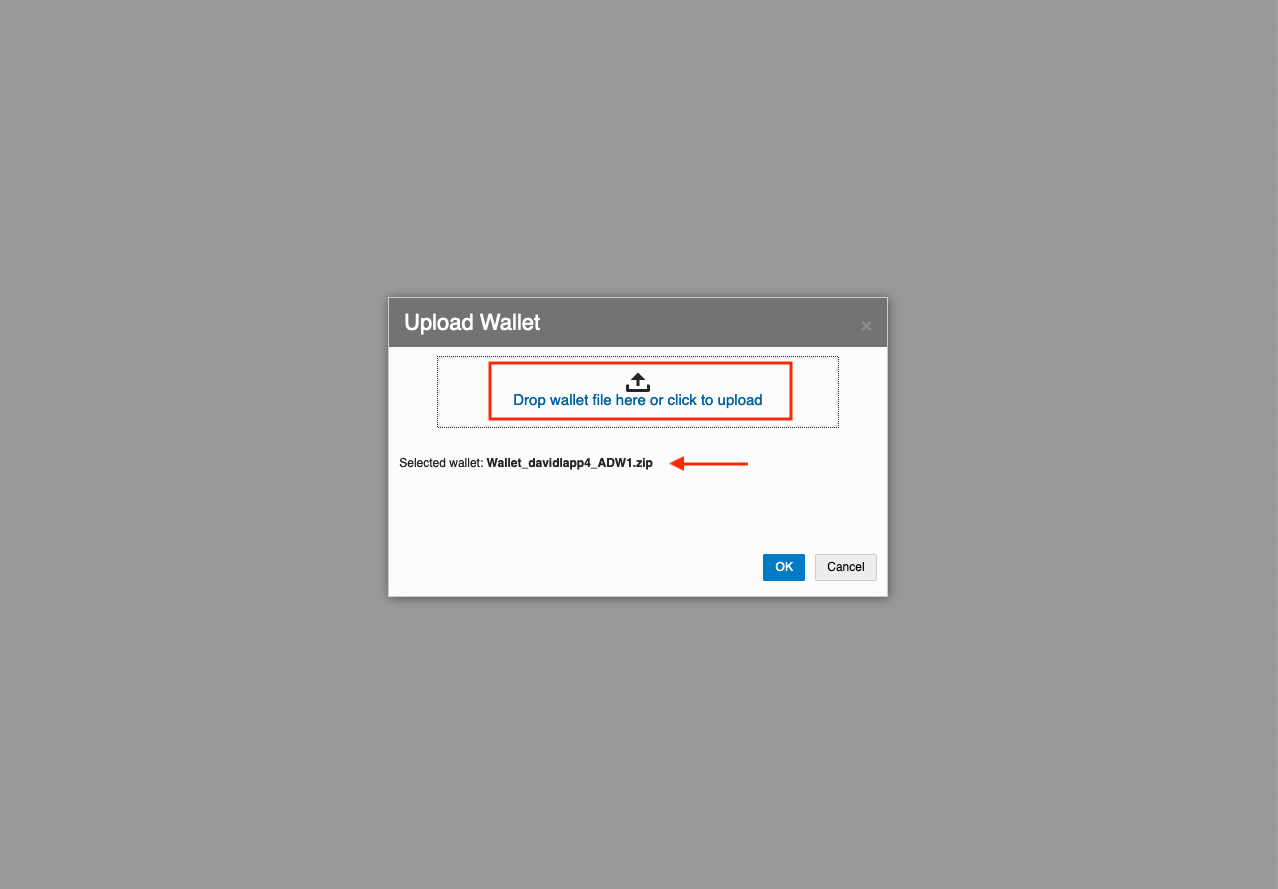 Upload Wallet
×
Drop wallet file here or click to upload
Selected wallet: Wallet_davidlapp4_ADW1.zip
OK Cancel